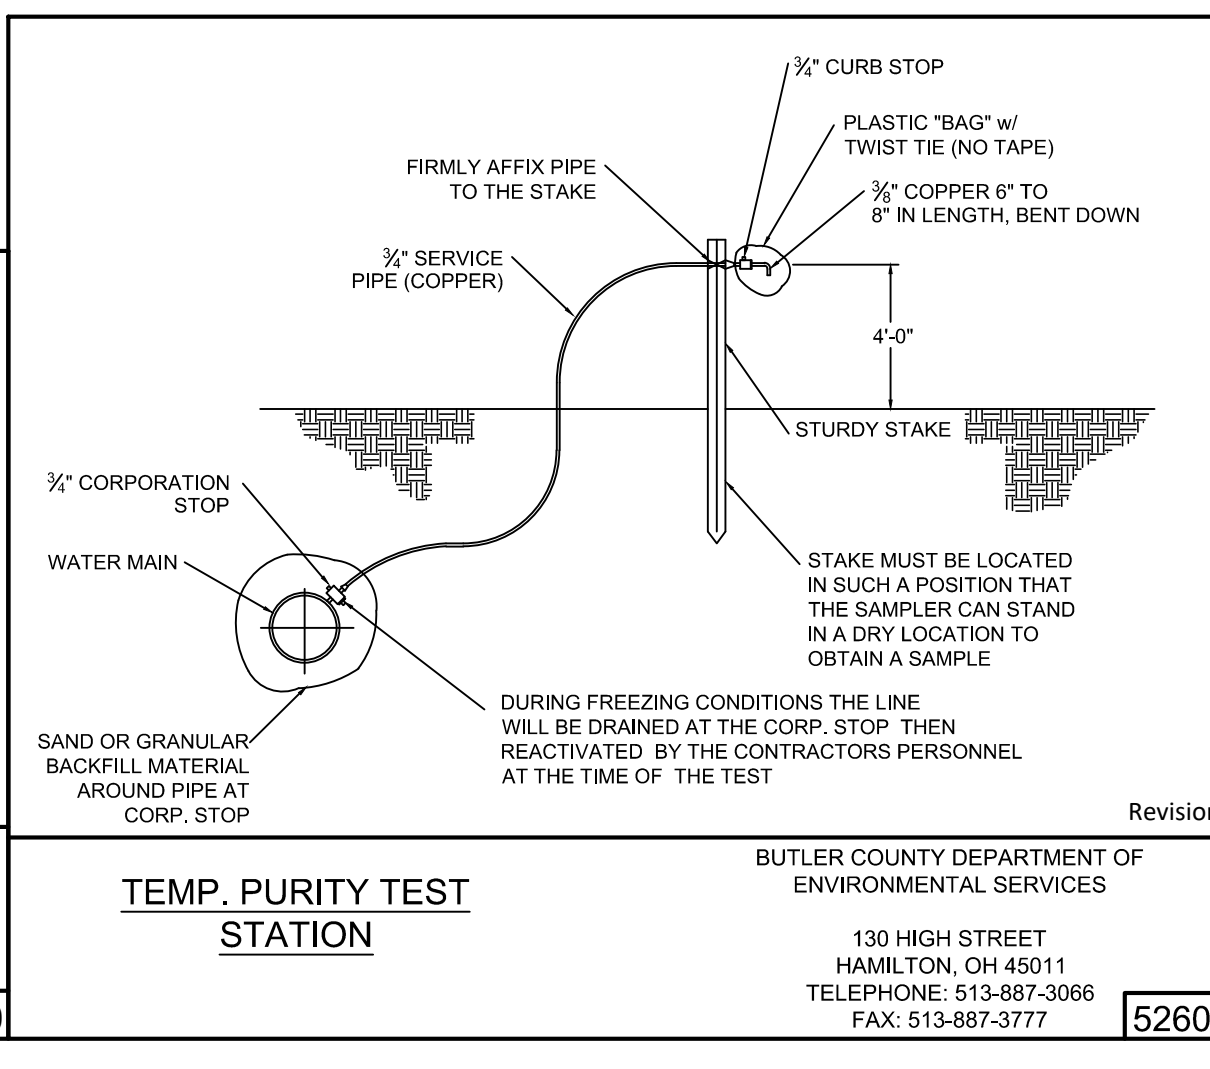 ¾" CURB STOP
PLASTIC "BAG" w/
TWIST TIE (NO TAPE)
FIRMLY AFFIX PIPE
TO THE STAKE
⅜" COPPER 6" TO
8" IN LENGTH, BENT DOWN
¾" SERVICE
PIPE (COPPER)
4'-0"
STURDY STAKE
¾" CORPORATION
STOP
WATER MAIN
STAKE MUST BE LOCATED
IN SUCH A POSITION THAT
THE SAMPLER CAN STAND
IN A DRY LOCATION TO
OBTAIN A SAMPLE
DURING FREEZING CONDITIONS THE LINE
WILL BE DRAINED AT THE CORP. STOP THEN
REACTIVATED BY THE CONTRACTORS PERSONNEL
AT THE TIME OF THE TEST
SAND OR GRANULAR
BACKFILL MATERIAL
AROUND PIPE AT
CORP. STOP
Revision
TEMP. PURITY TEST
STATION
BUTLER COUNTY DEPARTMENT OF
ENVIRONMENTAL SERVICES
130 HIGH STREET
HAMILTON, OH 45011
TELEPHONE: 513-887-3066
FAX: 513-887-3777
5260